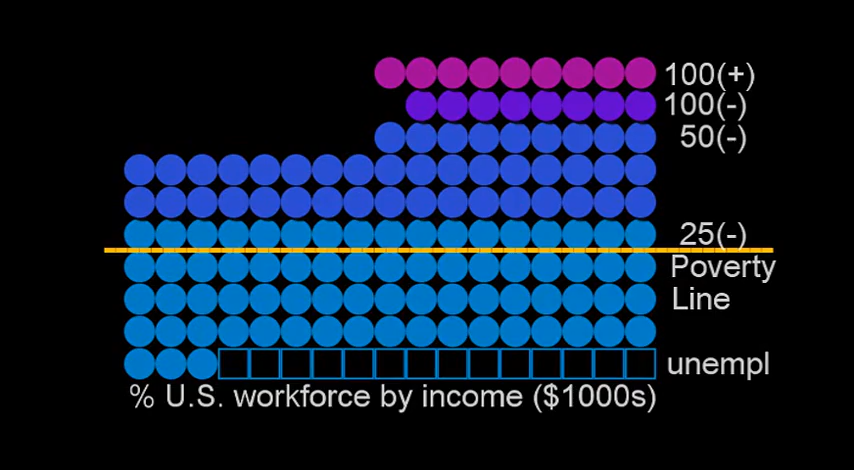 100(+)
100(-)
50(-)
25(-)
Poverty
Line
unempl
% U.S. workforce by income ($1000s)